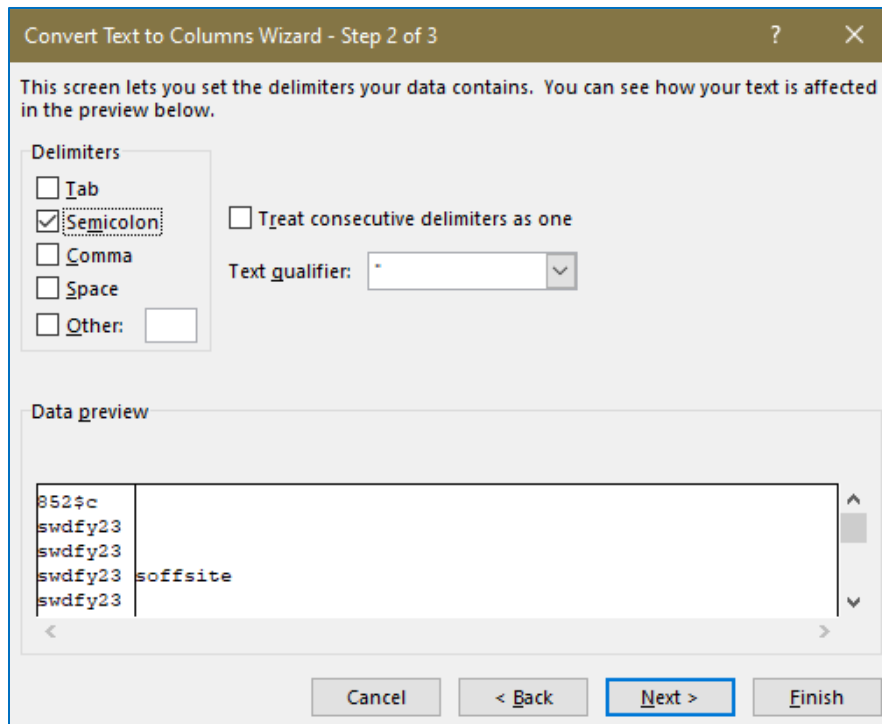 Convert Text to Columns Wizard - Step 2 of 3
This screen lets you set the delimiters your data contains.  You can see how your text is affected
in the preview below.
Delimiters
Tab
Semicolon
Comma
Space
Other:
Treat consecutive delimiters as one
Text qualifier: "
Data preview
852$c
swdfy23
swdfy23
swdfy23 soffsite
swdfy23
Cancel < Back Next > Finish